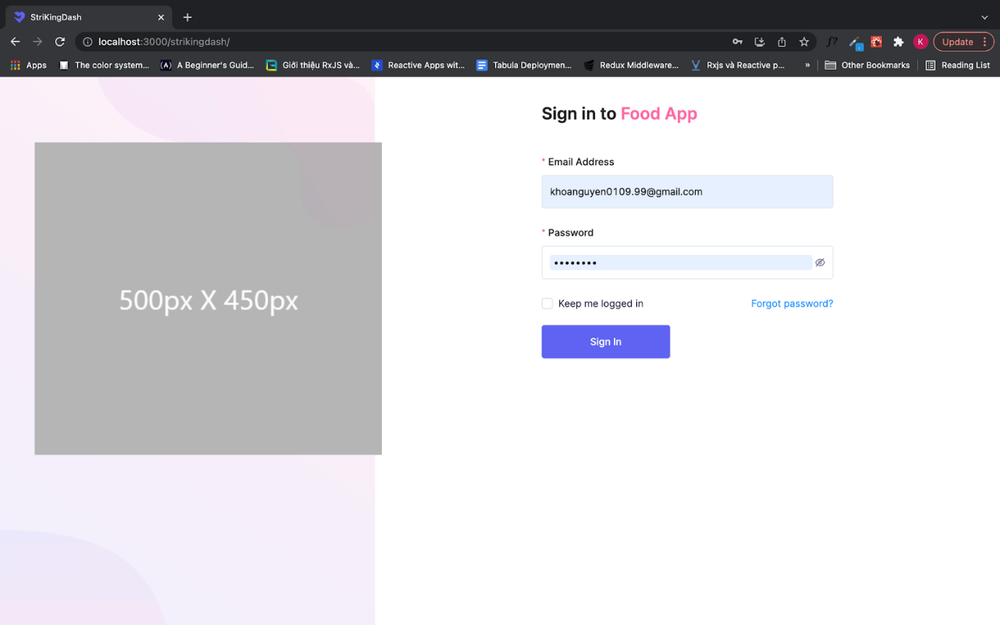 StriKingDash
localhost:3000/strikingdash/
K
Update
Apps
The color system...
A Beginner's Guid...
Giới thiệu RxJS và...
Reactive Apps wit...
Tabula Deploymen...
Redux Middleware...
Rxjs và Reactive p...
»
Other Bookmarks
Reading List
Sign in to Food App
* Email Address
khoanguyen0109.99@gmail.com
* Password
••••••••
Keep me logged in
Forgot password?
Sign In
500px X 450px